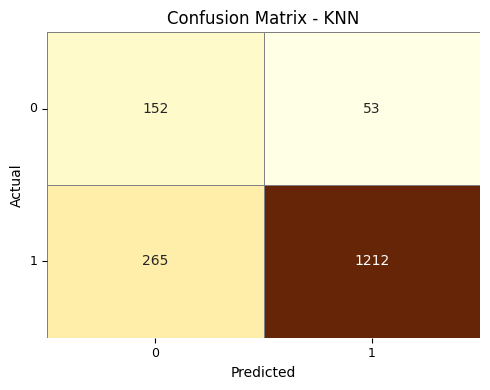 Confusion Matrix - KNN
0
152
53
Actual
1
265
1212
0
1
Predicted